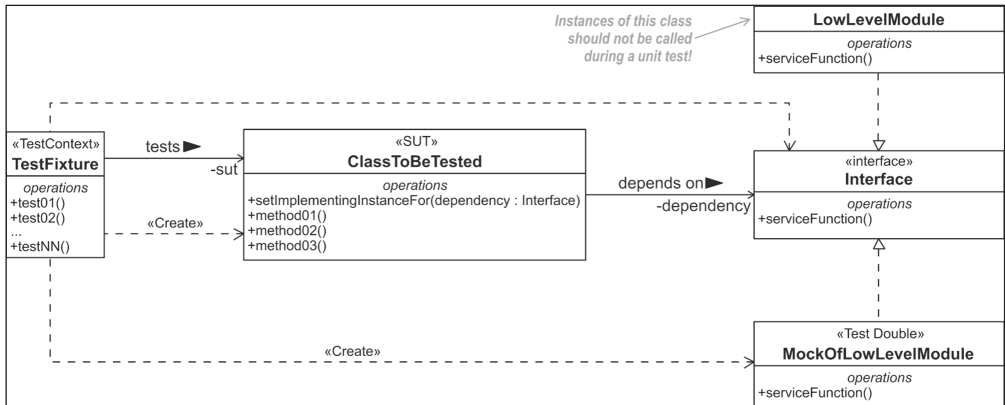 Instances of this class
should not be called
during a unit test!
LowLevelModule
operations
+serviceFunction()
«TestContext»
TestFixture
operations
+test01()
+test02()
...
+testNN()
tests
-sut
«Create»
«SUT»
ClassToBeTested
operations
+setImplementingInstanceFor(dependency : Interface)
+method01()
+method02()
+method03()
depends on
-dependency
«interface»
Interface
operations
+serviceFunction()
«Create»
«Test Double»
MockOfLowLevelModule
operations
+serviceFunction()